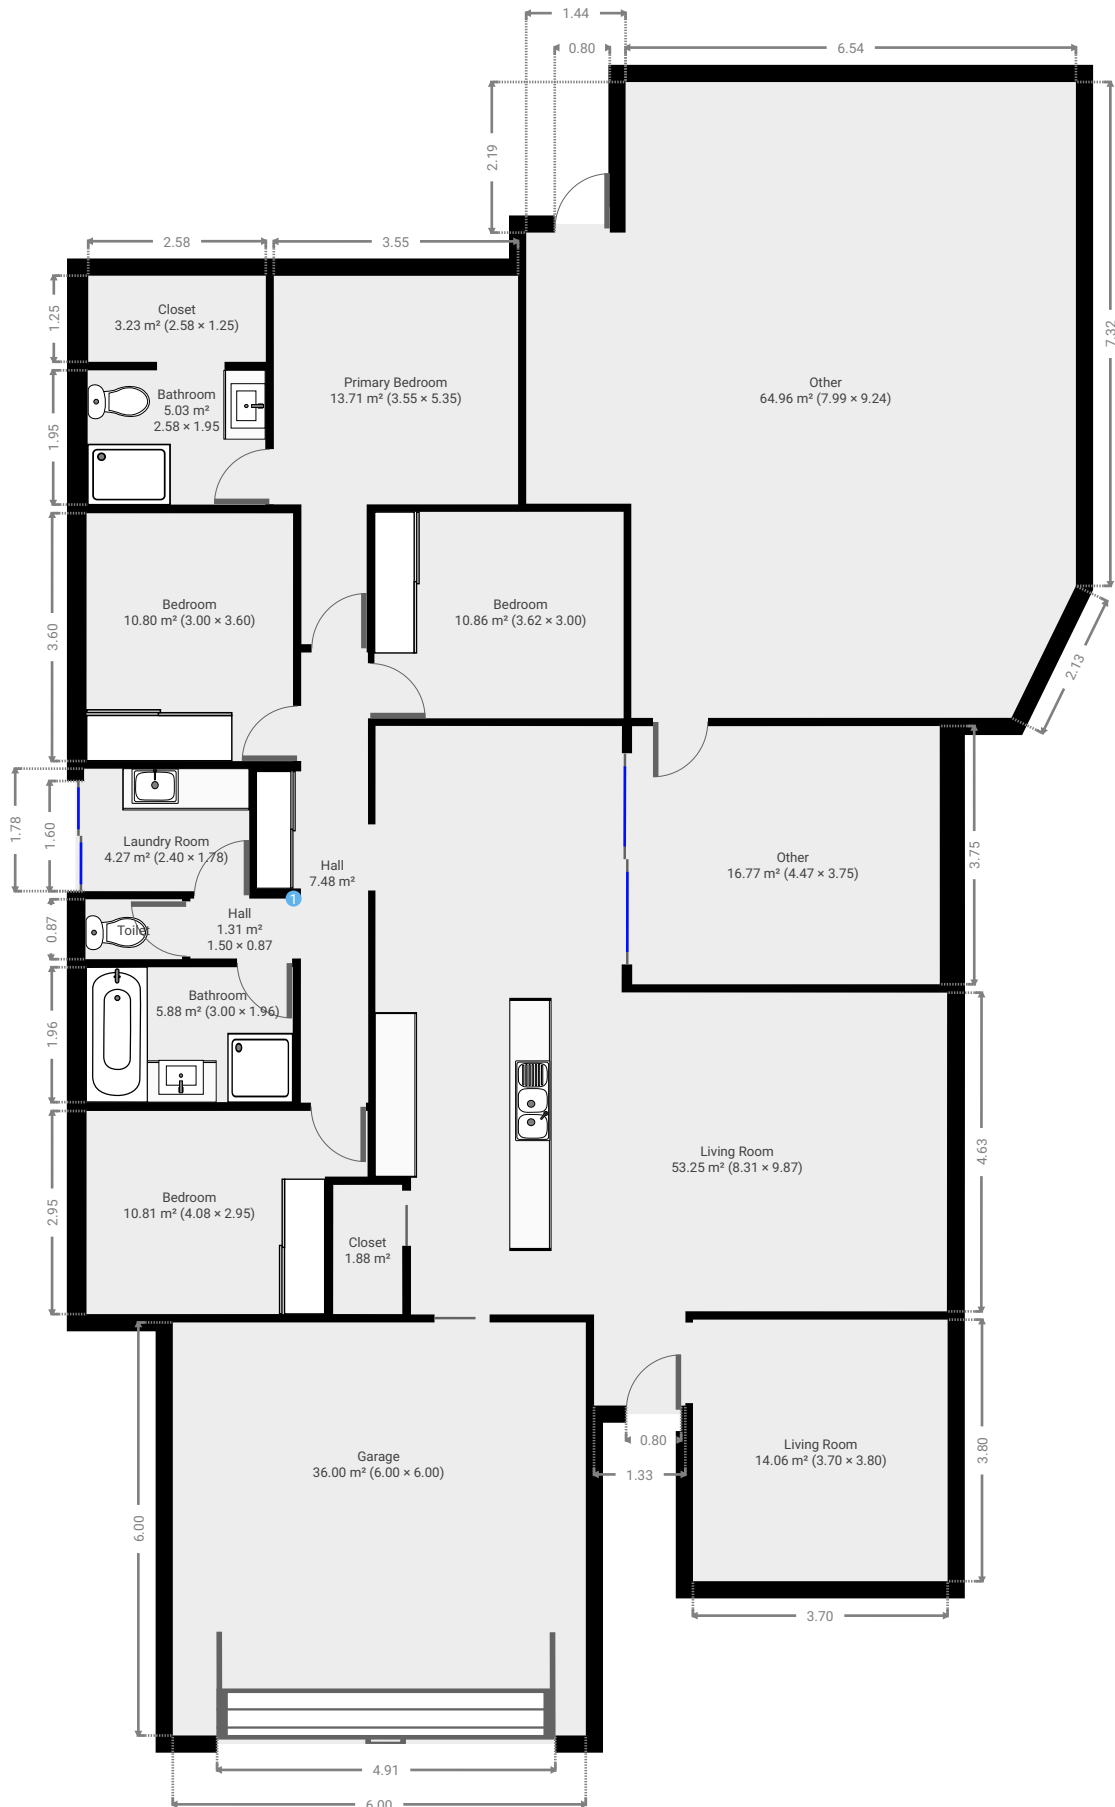 1.44
0.80
6.54
2.19
7.32
2.58
3.55
1.25
Closet
3.23 m² (2.58 × 1.25)
Primary Bedroom
13.71 m² (3.55 × 5.35)
Other
64.96 m² (7.99 × 9.24)
Bathroom
5.03 m²
2.58 × 1.95
1.95
Bedroom
10.80 m² (3.00 × 3.60)
Bedroom
10.86 m² (3.62 × 3.00)
3.60
2.13
1.78
1.60
Laundry Room
4.27 m² (2.40 × 1.78)
Hall
7.48 m²
Other
16.77 m² (4.47 × 3.75)
3.75
1
0.87
Toilet
Hall
1.31 m²
1.50 × 0.87
Bathroom
5.88 m² (3.00 × 1.96)
1.96
Living Room
53.25 m² (8.31 × 9.87)
4.63
Bedroom
10.81 m² (4.08 × 2.95)
2.95
Closet
1.88 m²
Garage
36.00 m² (6.00 × 6.00)
0.80
1.33
Living Room
14.06 m² (3.70 × 3.80)
3.80
6.00
3.70
4.91
6.00